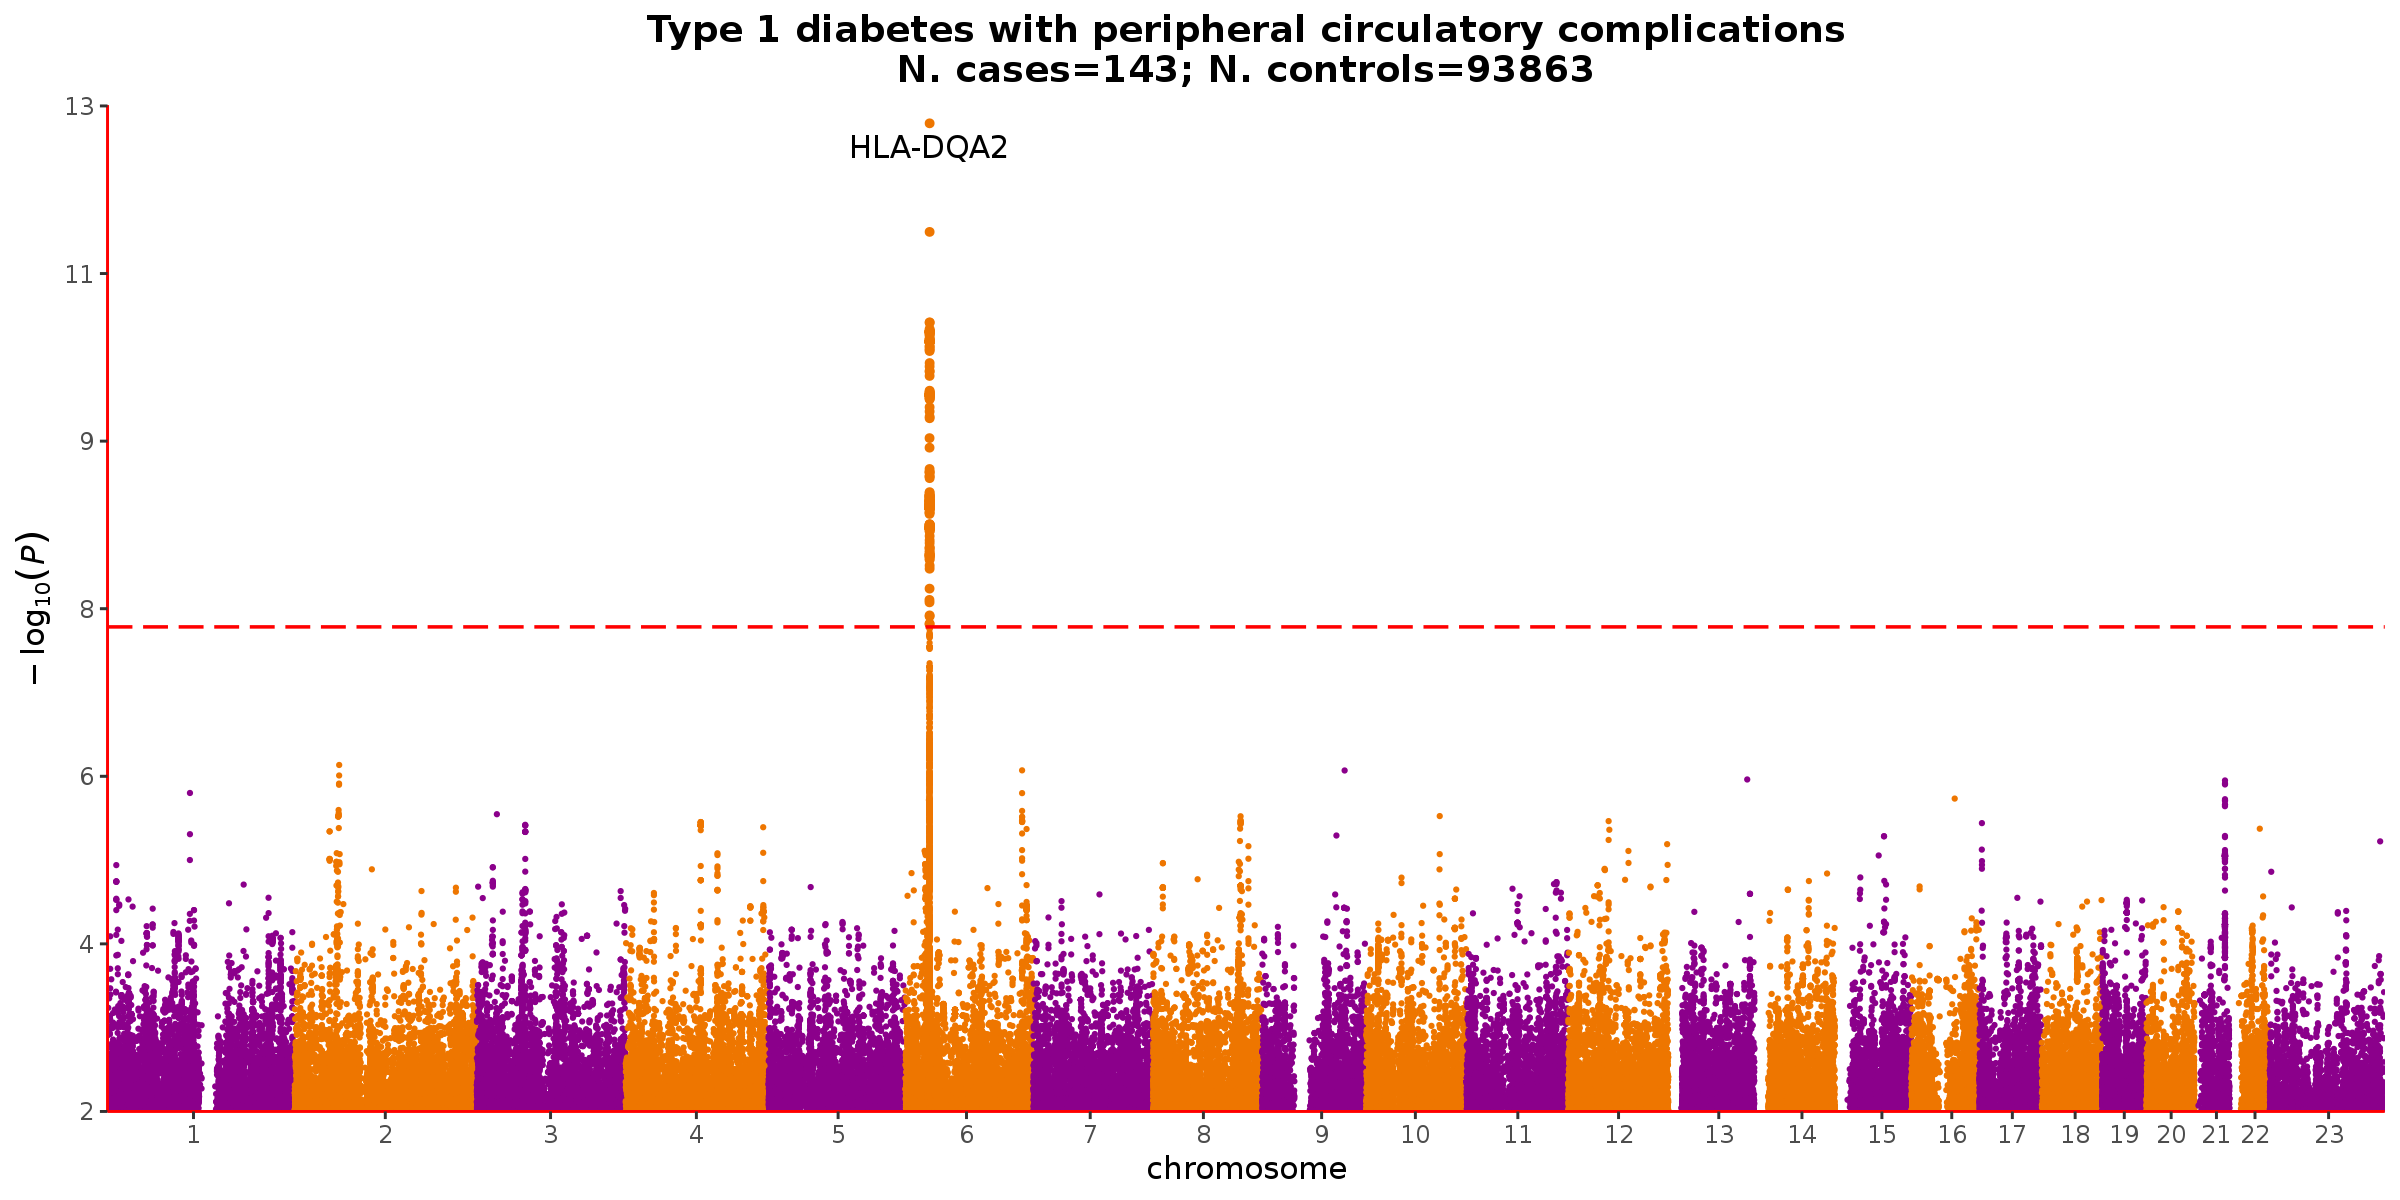 Type 1 diabetes with peripheral circulatory complications
N. cases=143; N. controls=93863
13
HLA-DQA2
11
9
8
6
4
2
−log₁₀(P)
1 2 3 4 5 6 7 8 9 10 11 12 13 14 15 16 17 18 19 20 21 22 23
chromosome